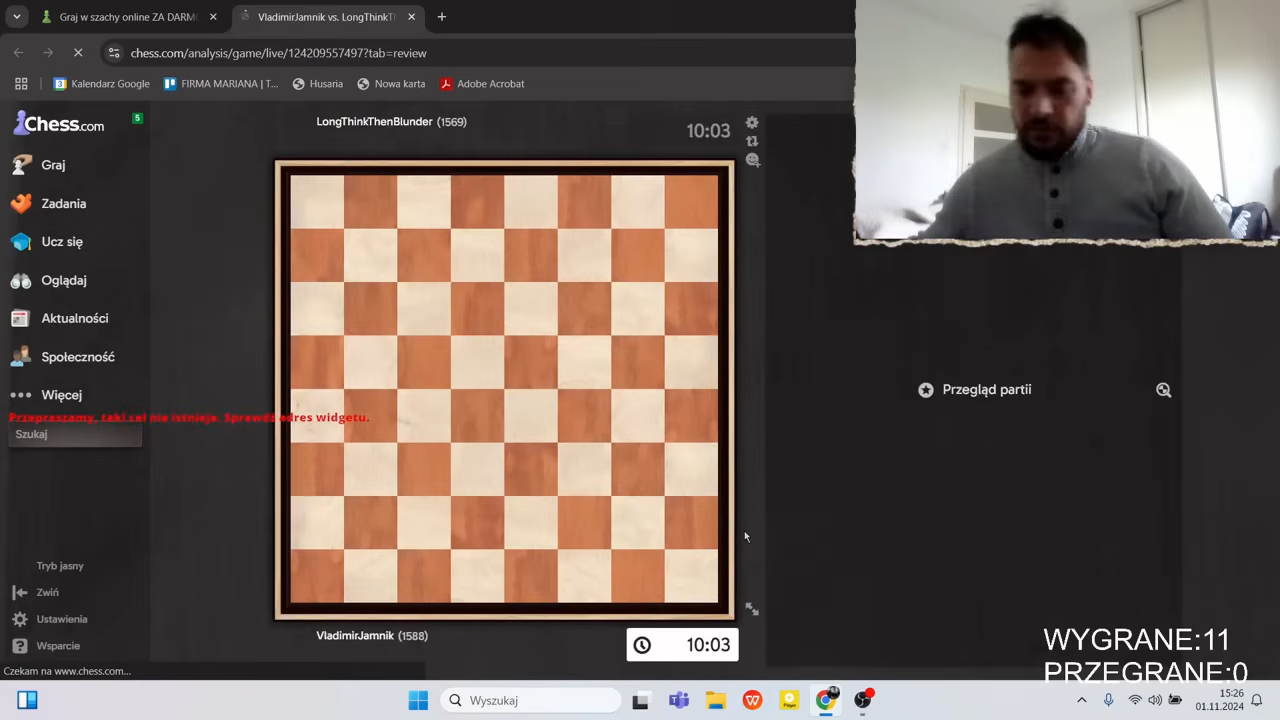 Graj w szachy online ZA DARM
VladimirJamnik vs. LongThinkT
chess.com/analysis/game/live/124209557497?tab=review
Kalendarz Google
FIRMA MARIANA | T...
Husaria
Nowa karta
Adobe Acrobat
Chess.com
5
LongThinkThenBlunder (1569)
10:03
Graj
Zadania
Ucz się
Oglądaj
Aktualności
Społeczność
Więcej
Przepraszamy, taki cel nie istnieje. Sprawdź adres widgetu.
Szukaj
Przegląd partii
Tryb jasny
Zwiń
Ustawienia
Wsparcie
VladimirJamnik (1588)
10:03
WYGRANE:11
PRZEGRANE:0
Czekam na www.chess.com...
Wyszukaj
15:26
01.11.2024